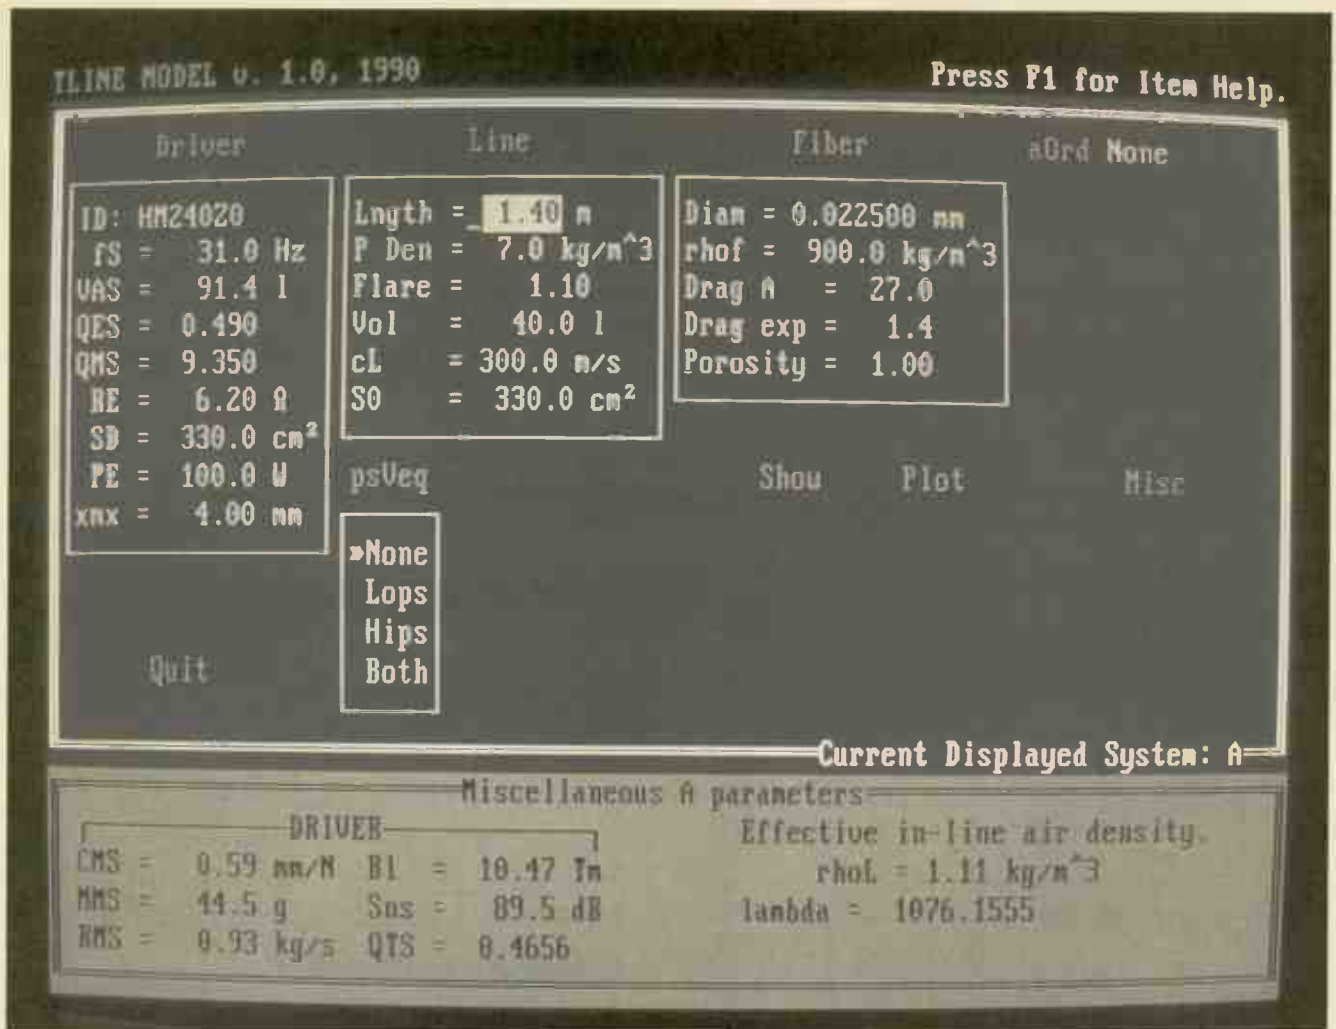 TLINE MODEL v. 1.0, 1990
Press F1 for Item Help.
Driver
ID: HM240Z0
fS = 31.0 Hz
VAS = 91.4 l
QES = 0.490
QMS = 9.350
RE = 6.20 Ω
SD = 330.0 cm²
PE = 100.0 W
xmx = 4.00 mm
Line
Lngth = 1.40 m
P Den = 7.0 kg/m^3
Flare = 1.10
Vol = 40.0 l
cL = 300.0 m/s
S0 = 330.0 cm²
Fiber
Diam = 0.022500 mm
rhof = 900.0 kg/m^3
Drag A = 27.0
Drag exp = 1.4
Porosity = 1.00
aOrd None
psVeq
»None
Lops
Hips
Both
Show
Plot
Misc
Quit
Current Displayed System: A
Miscellaneous A parameters
DRIVER
CMS = 0.59 mm/N Bl = 10.47 Tm
MMS = 44.5 g Sns = 89.5 dB
RMS = 0.93 kg/s QTS = 0.4656
Effective in-line air density.
rhoL = 1.11 kg/m^3
lambda = 1076.1555